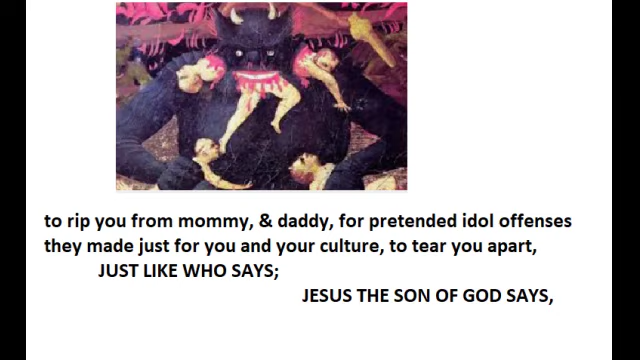 to rip you from mommy, & daddy, for pretended idol offenses
they made just for you and your culture, to tear you apart,
JUST LIKE WHO SAYS;
JESUS THE SON OF GOD SAYS,